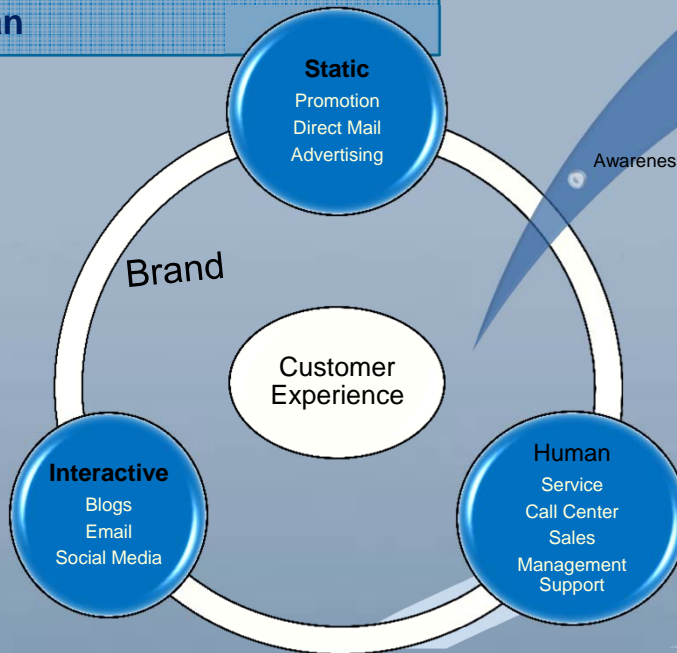 an
Static
Promotion
Direct Mail
Advertising
Awarenes
Brand
Customer
Experience
Interactive
Blogs
Email
Social Media
Human
Service
Call Center
Sales
Management
Support